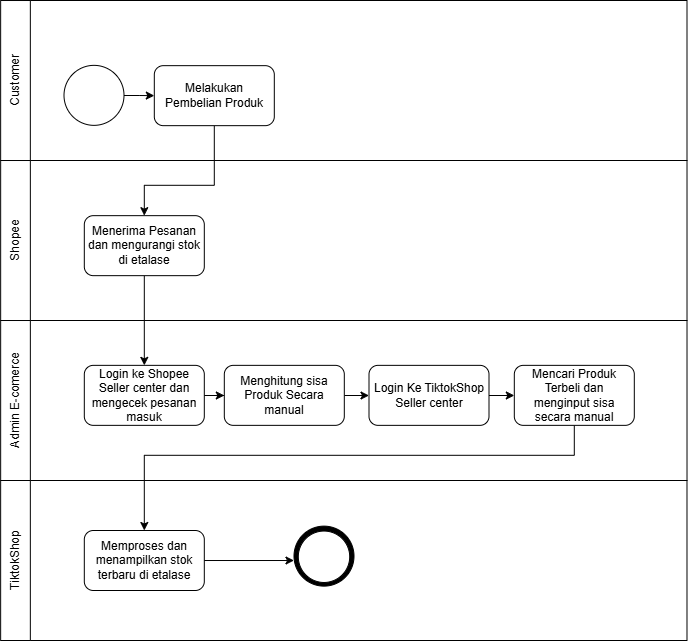 Customer
Melakukan
Pembelian Produk
Shopee
Menerima Pesanan
dan mengurangi stok
di etalase
Admin E-comerce
Login ke Shopee
Seller center dan
mengecek pesanan
masuk
Menghitung sisa
Produk Secara
manual
Login Ke TiktokShop
Seller center
Mencari Produk
Terbeli dan
menginput sisa
secara manual
TiktokShop
Memproses dan
menampilkan stok
terbaru di etalase